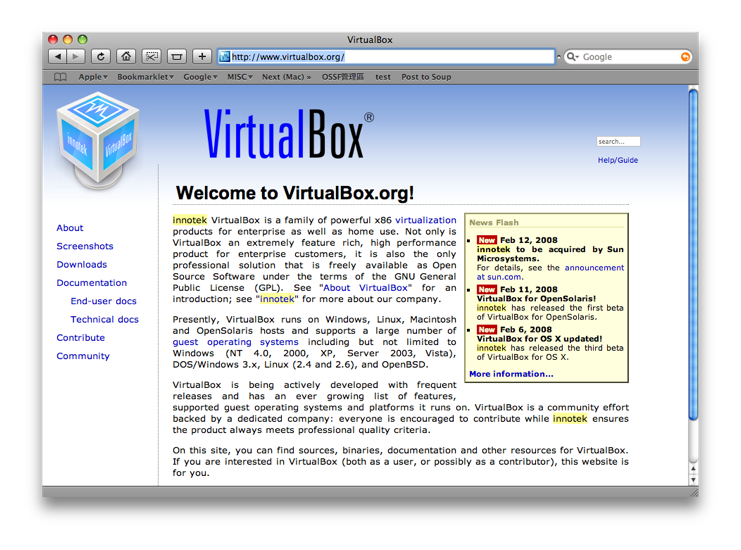 VirtualBox
http://www.virtualbox.org/
Google
Apple
Bookmarklet
Google
MISC
Next (Mac) »
OSSF管理區
test
Post to Soup
innotek
VirtualBox
VirtualBox®
search...
Help/Guide
Welcome to VirtualBox.org!
About
Screenshots
Downloads
Documentation
End-user docs
Technical docs
Contribute
Community
innotek VirtualBox is a family of powerful x86 virtualization
products for enterprise as well as home use. Not only is
VirtualBox an extremely feature rich, high performance
product for enterprise customers, it is also the only
professional solution that is freely available as Open
Source Software under the terms of the GNU General
Public License (GPL). See "About VirtualBox" for an
introduction; see "innotek" for more about our company.
Presently, VirtualBox runs on Windows, Linux, Macintosh
and OpenSolaris hosts and supports a large number of
guest operating systems including but not limited to
Windows (NT 4.0, 2000, XP, Server 2003, Vista),
DOS/Windows 3.x, Linux (2.4 and 2.6), and OpenBSD.
VirtualBox is being actively developed with frequent
releases and has an ever growing list of features,
supported guest operating systems and platforms it runs on. VirtualBox is a community effort
backed by a dedicated company: everyone is encouraged to contribute while innotek ensures
the product always meets professional quality criteria.
On this site, you can find sources, binaries, documentation and other resources for VirtualBox.
If you are interested in VirtualBox (both as a user, or possibly as a contributor), this website is
for you.
News Flash
New Feb 12, 2008
innotek to be acquired by Sun
Microsystems.
For details, see the announcement
at sun.com.
New Feb 11, 2008
VirtualBox for OpenSolaris!
innotek has released the first beta
of VirtualBox for OpenSolaris.
New Feb 6, 2008
VirtualBox for OS X updated!
innotek has released the third beta
of VirtualBox for OS X.
More information...